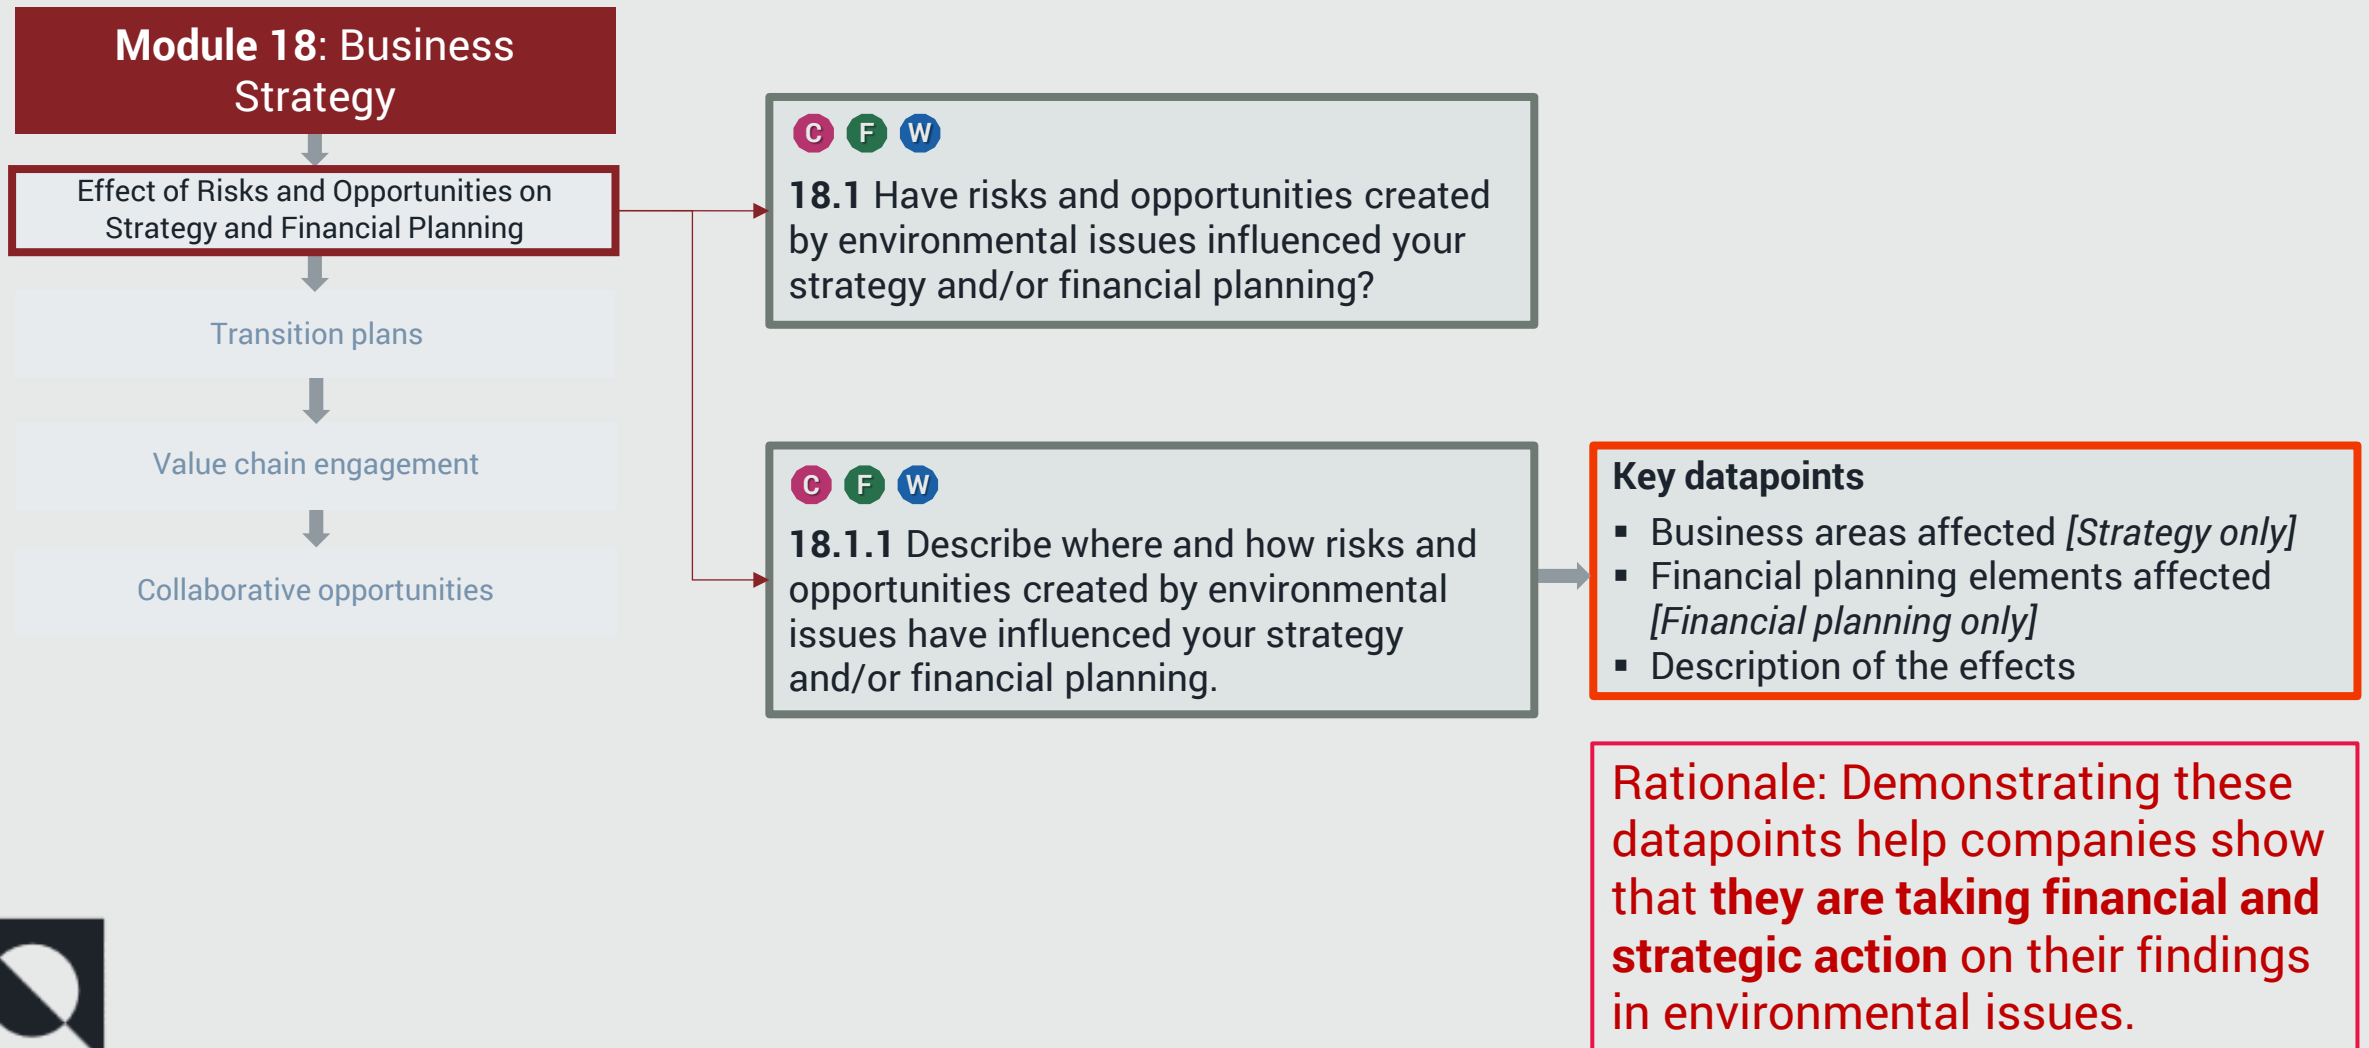 Module 18: Business
Strategy
Effect of Risks and Opportunities on
Strategy and Financial Planning
Transition plans
Value chain engagement
Collaborative opportunities
C F W
18.1 Have risks and opportunities created
by environmental issues influenced your
strategy and/or financial planning?
C F W
18.1.1 Describe where and how risks and
opportunities created by environmental
issues have influenced your strategy
and/or financial planning.
Key datapoints
▪ Business areas affected [Strategy only]
▪ Financial planning elements affected
[Financial planning only]
▪ Description of the effects
Rationale: Demonstrating these
datapoints help companies show
that they are taking financial and
strategic action on their findings
in environmental issues.